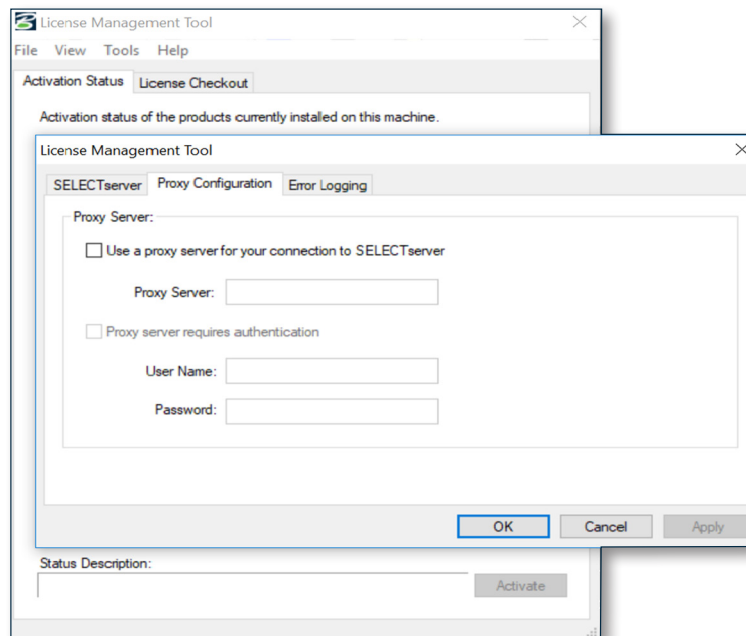 License Management Tool
File View Tools Help
Activation Status License Checkout
Activation status of the products currently installed on this machine.
License Management Tool
SELECTserver Proxy Configuration Error Logging
Proxy Server:
Use a proxy server for your connection to SELECTserver
Proxy Server:
Proxy server requires authentication
User Name:
Password:
OK Cancel Apply
Status Description:
Activate